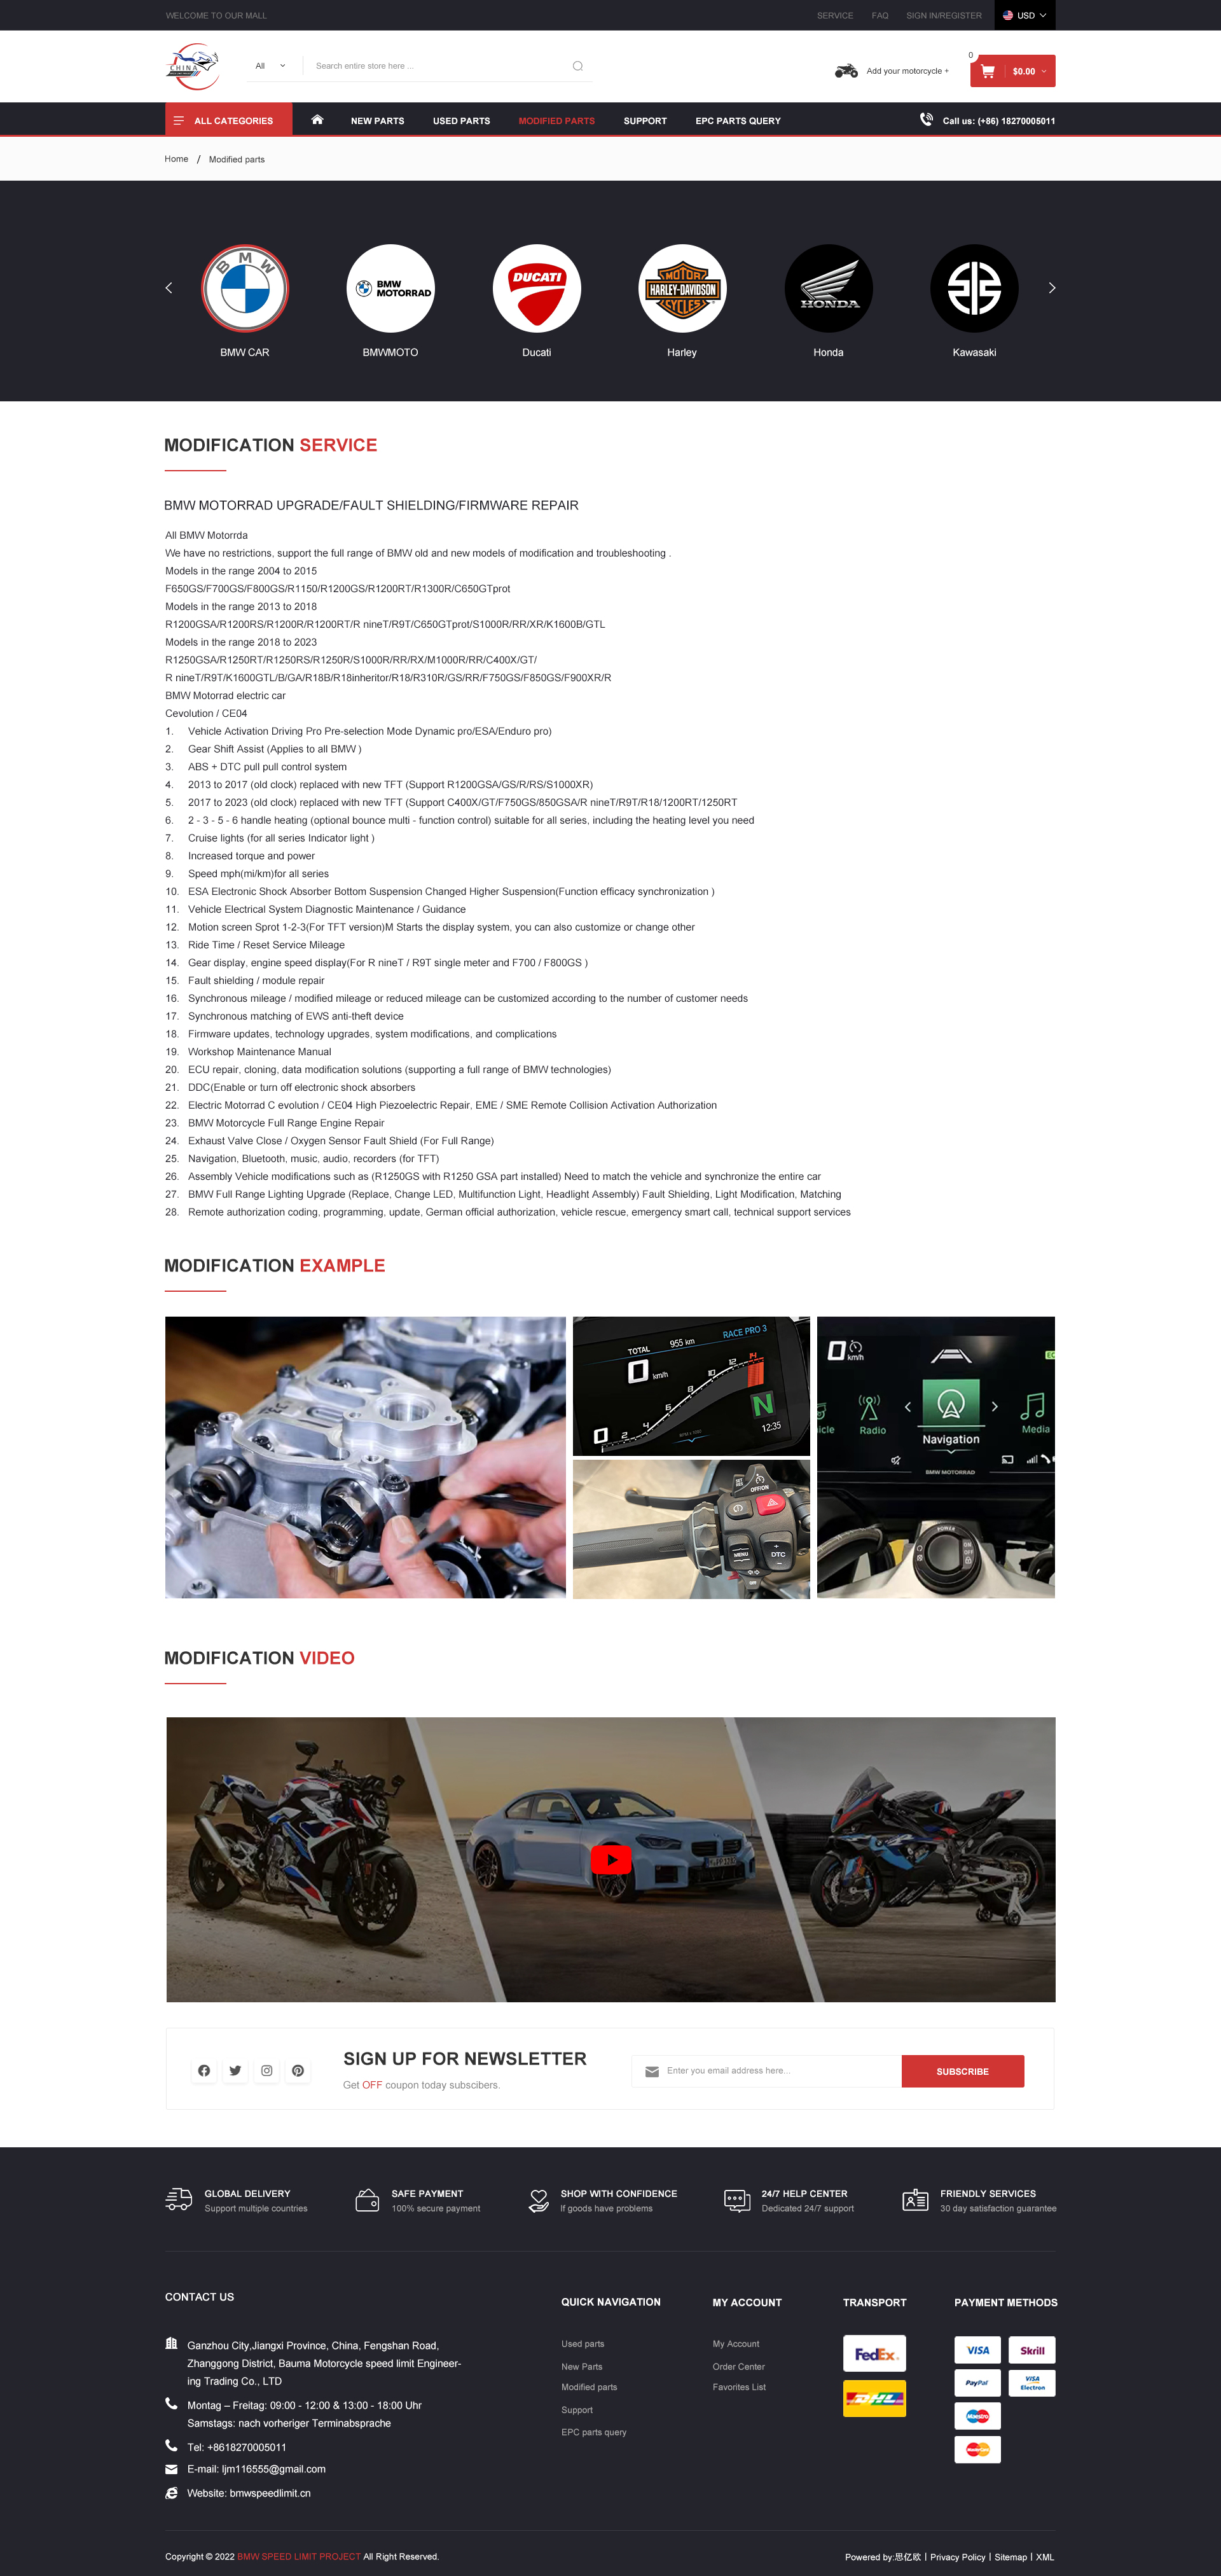 WELCOME TO OUR MALL
SERVICE FAQ SIGN IN/REGISTER USD
CHINA
All Search entire store here ...
Add your motorcycle +
0
$0.00
ALL CATEGORIES NEW PARTS USED PARTS MODIFIED PARTS SUPPORT EPC PARTS QUERY Call us: (+86) 18270005011
Home / Modified parts
BMW
BMW MOTORRAD
DUCATI
MOTOR HARLEY-DAVIDSON CYCLES
HONDA
BMW CAR BMWMOTO Ducati Harley Honda Kawasaki
MODIFICATION SERVICE
BMW MOTORRAD UPGRADE/FAULT SHIELDING/FIRMWARE REPAIR
All BMW Motorrda
We have no restrictions, support the full range of BMW old and new models of modification and troubleshooting .
Models in the range 2004 to 2015
F650GS/F700GS/F800GS/R1150/R1200GS/R1200RT/R1300R/C650GTprot
Models in the range 2013 to 2018
R1200GSA/R1200RS/R1200R/R1200RT/R nineT/R9T/C650GTprot/S1000R/RR/XR/K1600B/GTL
Models in the range 2018 to 2023
R1250GSA/R1250RT/R1250RS/R1250R/S1000R/RR/RX/M1000R/RR/C400X/GT/
R nineT/R9T/K1600GTL/B/GA/R18B/R18inheritor/R18/R310R/GS/RR/F750GS/F850GS/F900XR/R
BMW Motorrad electric car
Cevolution / CE04
1. Vehicle Activation Driving Pro Pre-selection Mode Dynamic pro/ESA/Enduro pro)
2. Gear Shift Assist (Applies to all BMW )
3. ABS + DTC pull pull control system
4. 2013 to 2017 (old clock) replaced with new TFT (Support R1200GSA/GS/R/RS/S1000XR)
5. 2017 to 2023 (old clock) replaced with new TFT (Support C400X/GT/F750GS/850GSA/R nineT/R9T/R18/1200RT/1250RT
6. 2 - 3 - 5 - 6 handle heating (optional bounce multi - function control) suitable for all series, including the heating level you need
7. Cruise lights (for all series Indicator light )
8. Increased torque and power
9. Speed mph(mi/km)for all series
10. ESA Electronic Shock Absorber Bottom Suspension Changed Higher Suspension(Function efficacy synchronization )
11. Vehicle Electrical System Diagnostic Maintenance / Guidance
12. Motion screen Sprot 1-2-3(For TFT version)M Starts the display system, you can also customize or change other
13. Ride Time / Reset Service Mileage
14. Gear display, engine speed display(For R nineT / R9T single meter and F700 / F800GS )
15. Fault shielding / module repair
16. Synchronous mileage / modified mileage or reduced mileage can be customized according to the number of customer needs
17. Synchronous matching of EWS anti-theft device
18. Firmware updates, technology upgrades, system modifications, and complications
19. Workshop Maintenance Manual
20. ECU repair, cloning, data modification solutions (supporting a full range of BMW technologies)
21. DDC(Enable or turn off electronic shock absorbers
22. Electric Motorrad C evolution / CE04 High Piezoelectric Repair, EME / SME Remote Collision Activation Authorization
23. BMW Motorcycle Full Range Engine Repair
24. Exhaust Valve Close / Oxygen Sensor Fault Shield (For Full Range)
25. Navigation, Bluetooth, music, audio, recorders (for TFT)
26. Assembly Vehicle modifications such as (R1250GS with R1250 GSA part installed) Need to match the vehicle and synchronize the entire car
27. BMW Full Range Lighting Upgrade (Replace, Change LED, Multifunction Light, Headlight Assembly) Fault Shielding, Light Modification, Matching
28. Remote authorization coding, programming, update, German official authorization, vehicle rescue, emergency smart call, technical support services
MODIFICATION EXAMPLE
TOTAL 955 km RACE PRO 3
0 km/h
0 2 4 6 8 10 12 14
N
12:35
OFF/ON
MENU
DTC
0 km/h
Radio Navigation Media
BMW MOTORRAD
POWER
ON
OFF
MODIFICATION VIDEO
SIGN UP FOR NEWSLETTER
Get OFF coupon today subscibers.
Enter you email address here...
SUBSCRIBE
GLOBAL DELIVERY
Support multiple countries
SAFE PAYMENT
100% secure payment
SHOP WITH CONFIDENCE
If goods have problems
24/7 HELP CENTER
Dedicated 24/7 support
FRIENDLY SERVICES
30 day satisfaction guarantee
CONTACT US
Ganzhou City,Jiangxi Province, China, Fengshan Road,
Zhanggong District, Bauma Motorcycle speed limit Engineer-
ing Trading Co., LTD
Montag – Freitag: 09:00 - 12:00 & 13:00 - 18:00 Uhr
Samstags: nach vorheriger Terminabsprache
Tel: +8618270005011
E-mail: ljm116555@gmail.com
Website: bmwspeedlimit.cn
QUICK NAVIGATION
Used parts
New Parts
Modified parts
Support
EPC parts query
MY ACCOUNT
My Account
Order Center
Favorites List
TRANSPORT
FedEx
DHL
PAYMENT METHODS
VISA Skrill
PayPal VISA Electron
Maestro
MasterCard
Copyright © 2022 BMW SPEED LIMIT PROJECT All Right Reserved.
Powered by:思亿欧 | Privacy Policy | Sitemap | XML